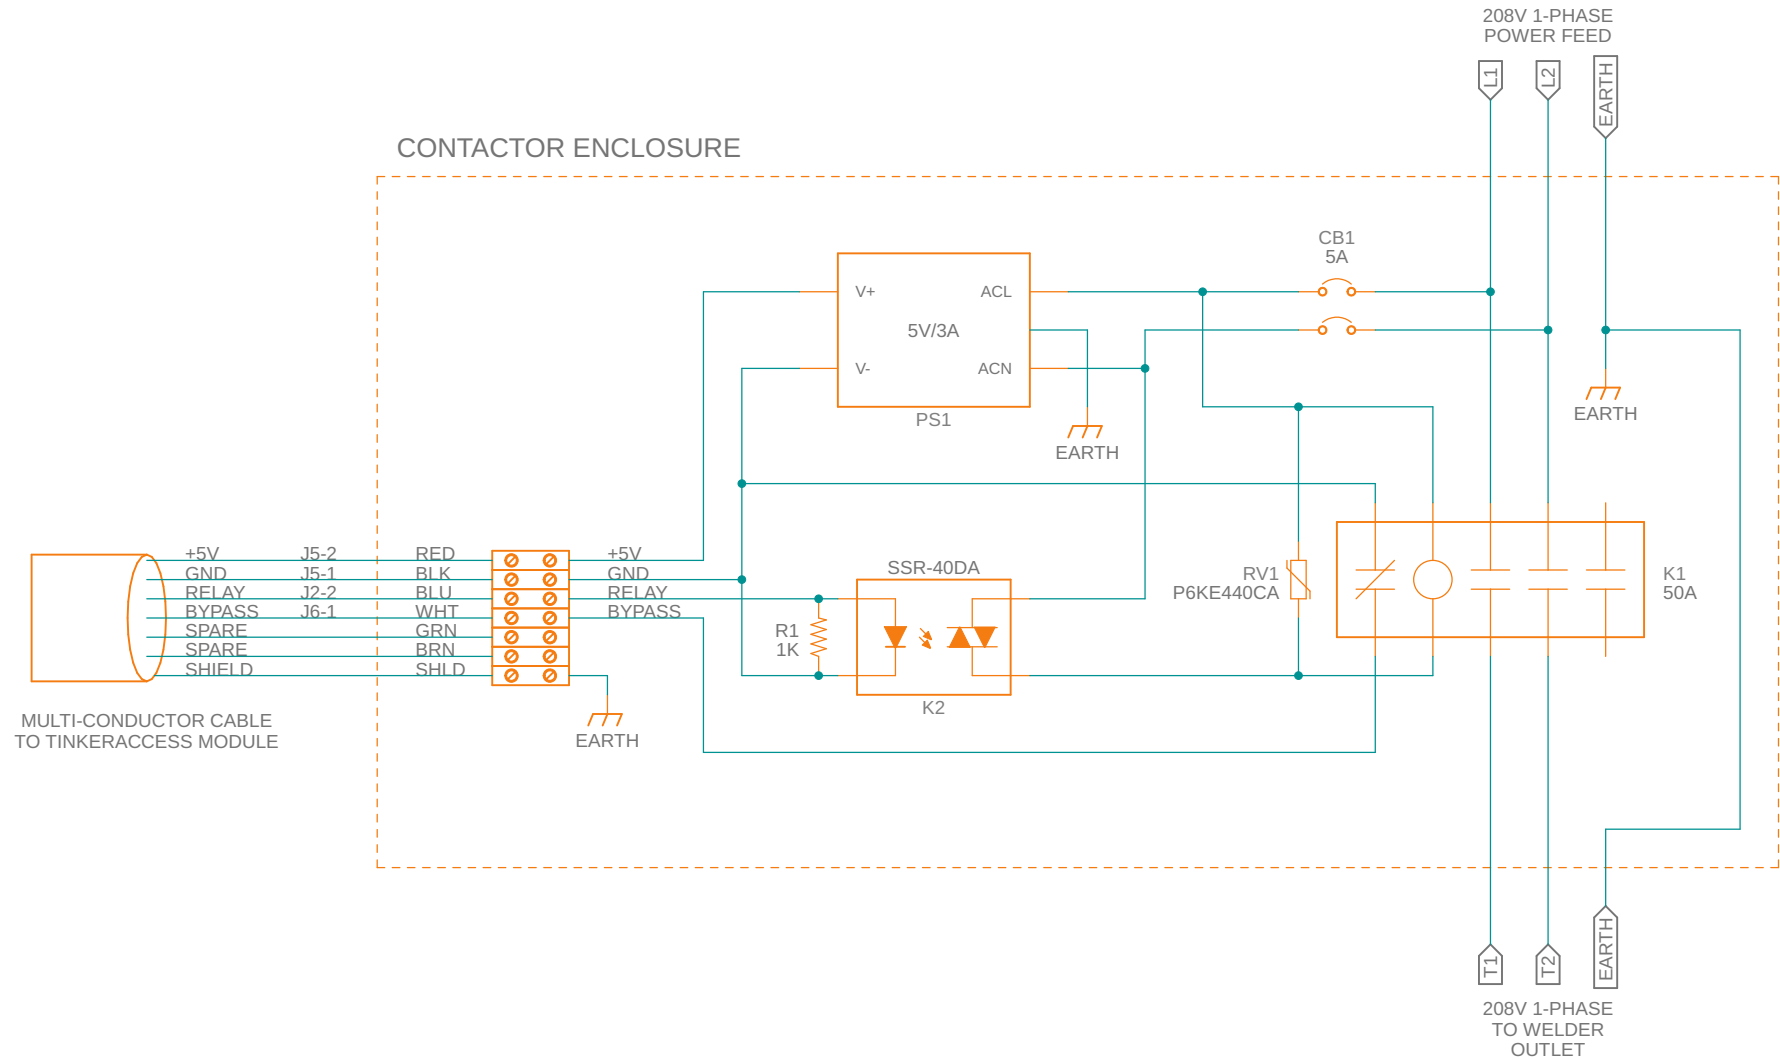 208V 1-PHASE
POWER FEED
L1
L2
EARTH
CONTACTOR ENCLOSURE
CB1
5A
V+
ACL
5V/3A
V-
ACN
PS1
EARTH
EARTH
+5V J5-2 RED +5V
GND J5-1 BLK GND
RELAY J2-2 BLU RELAY
BYPASS J6-1 WHT BYPASS
SPARE GRN
SPARE BRN
SHIELD SHLD
SSR-40DA
R1
1K
K2
RV1
P6KE440CA
K1
50A
EARTH
MULTI-CONDUCTOR CABLE
TO TINKERACCESS MODULE
T1
T2
EARTH
208V 1-PHASE
TO WELDER
OUTLET